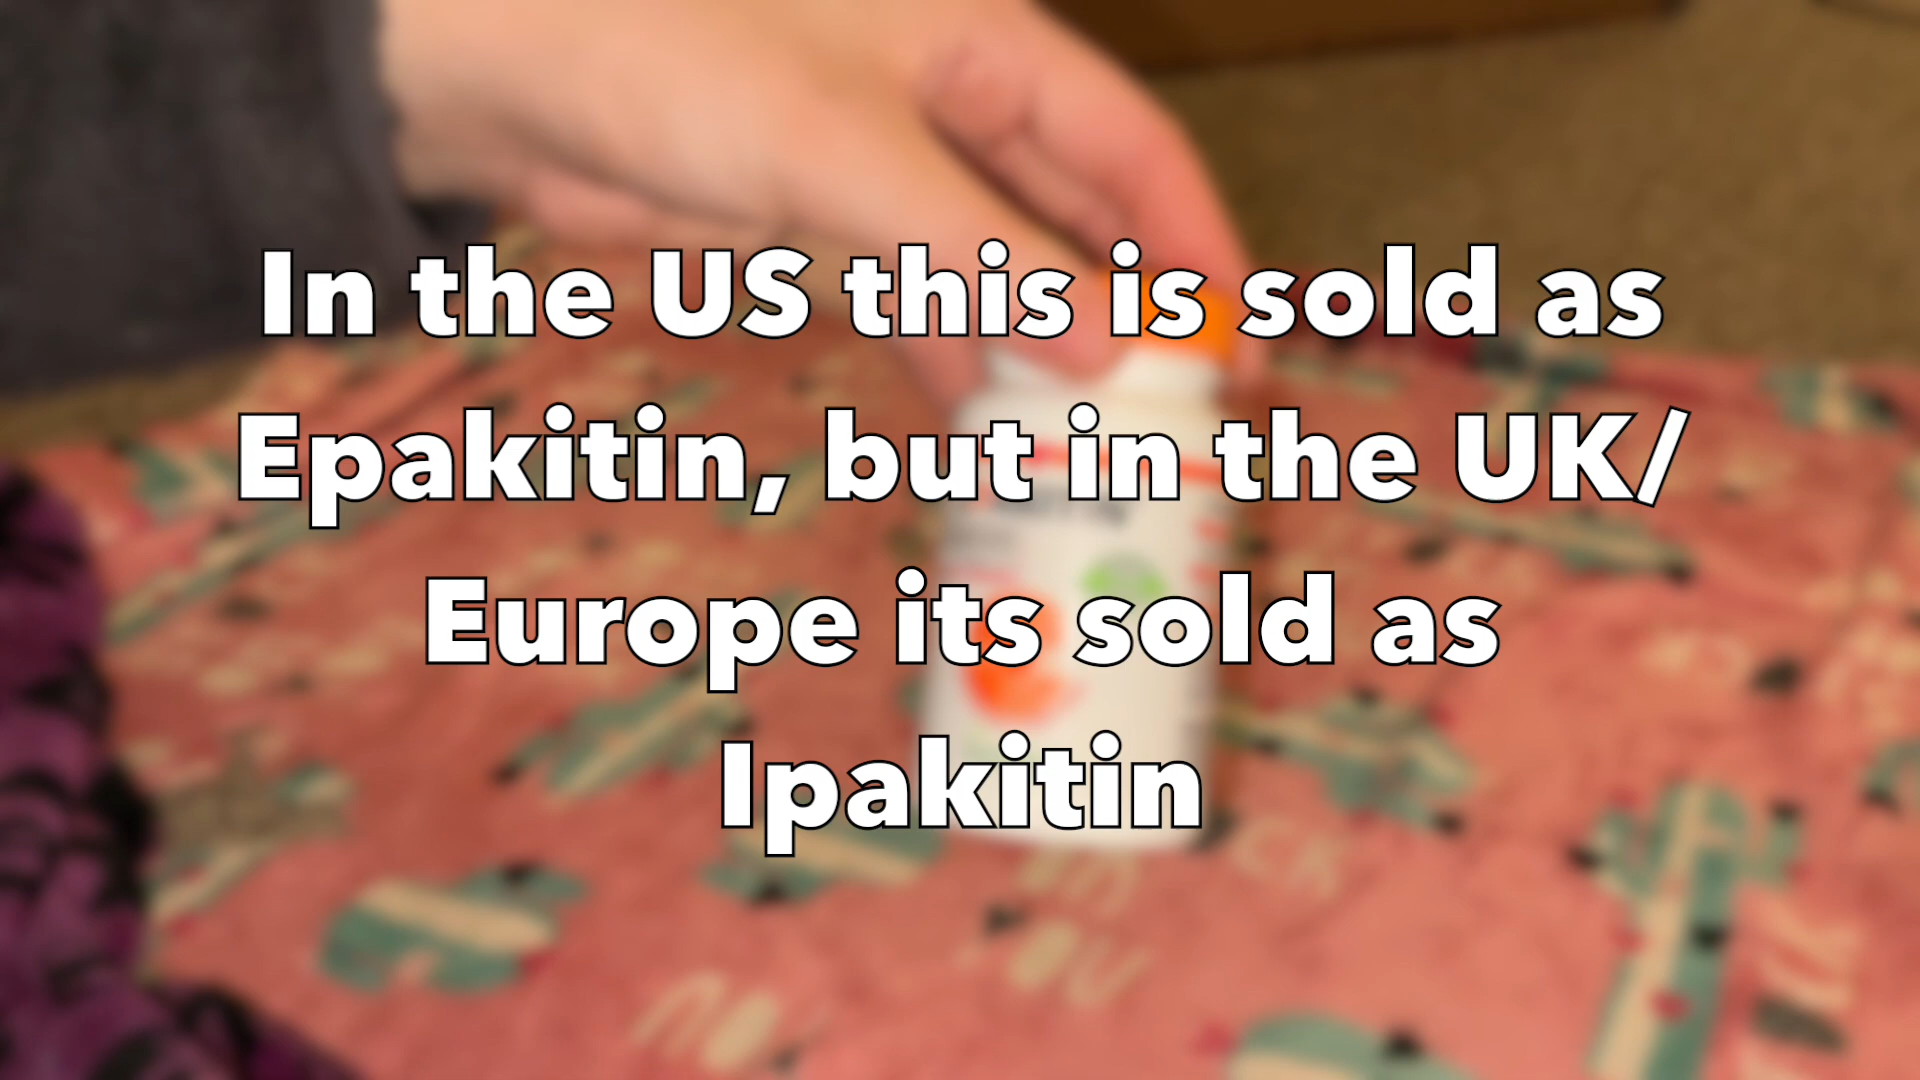 In the US this is sold as
Epakitin, but in the UK/
Europe its sold as
Ipakitin